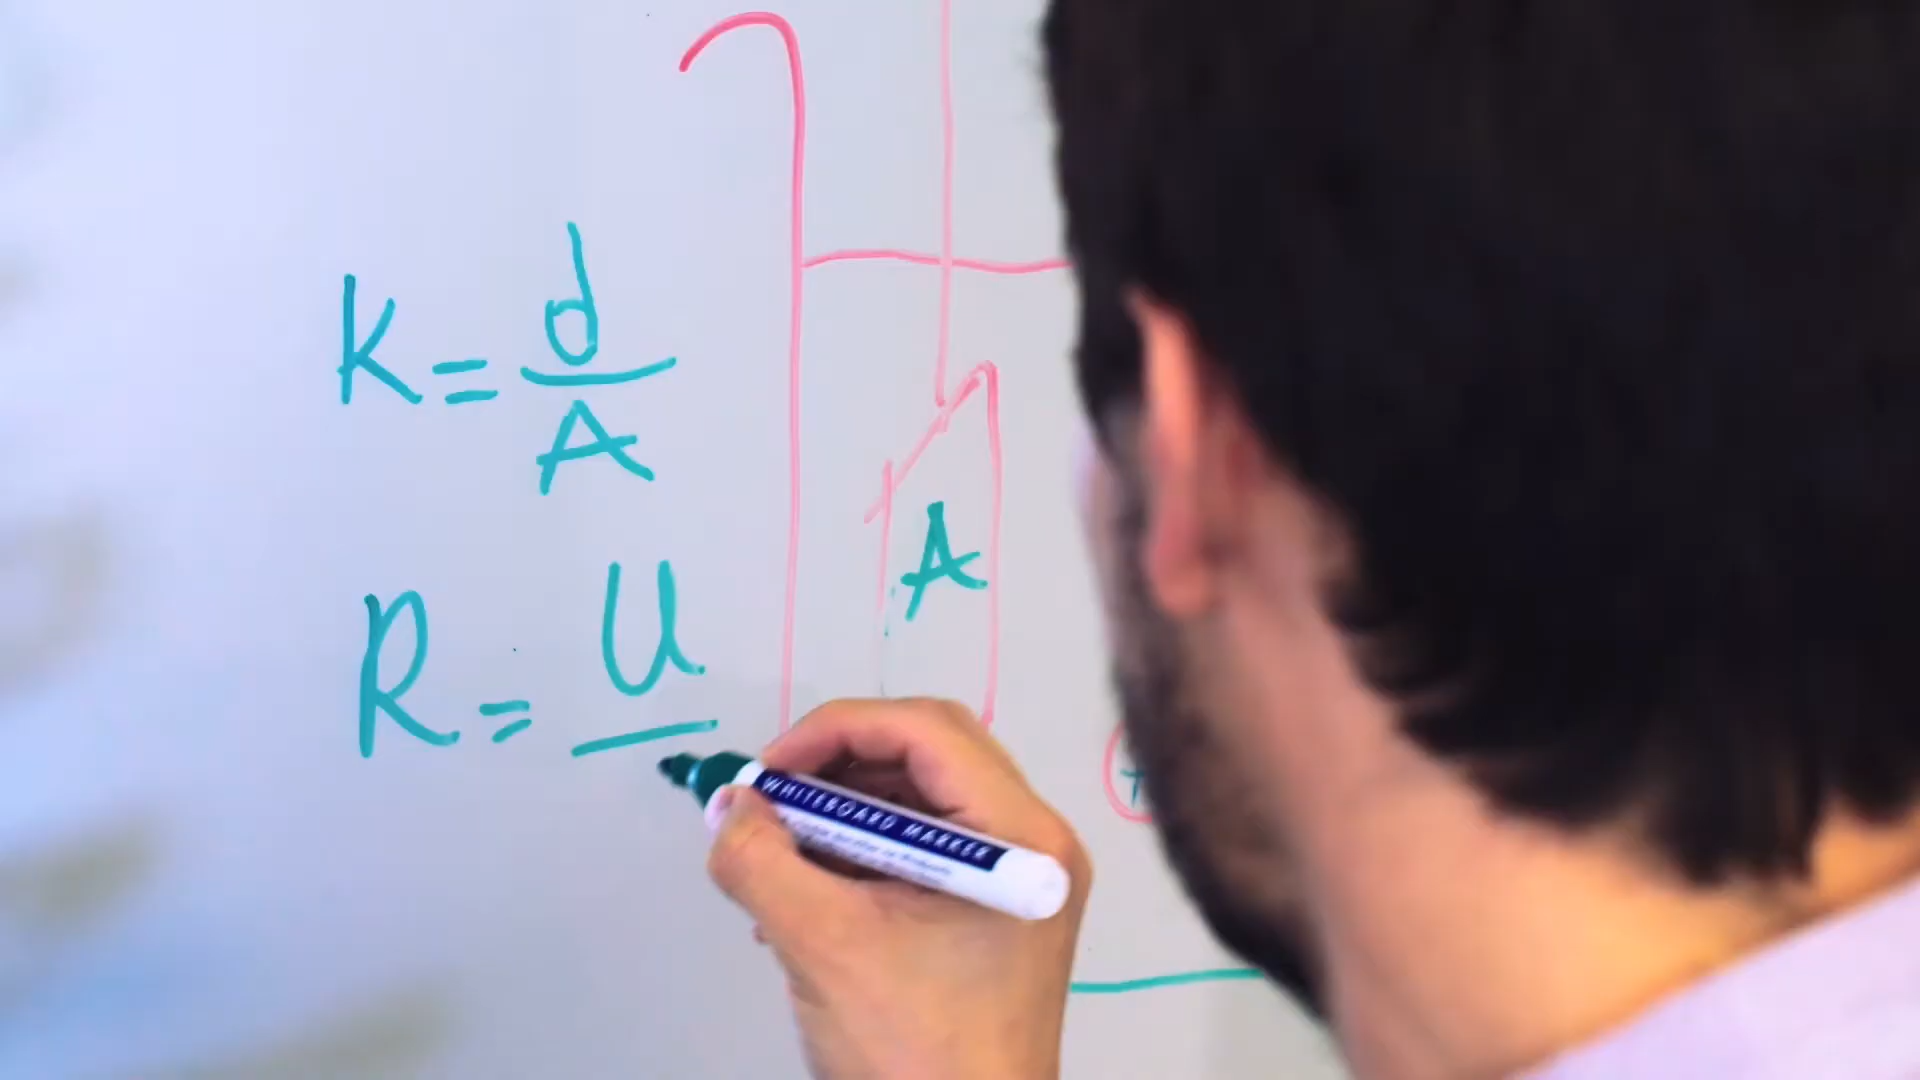 K = d/A
R = U/
A
WHITEBOARD MARKER